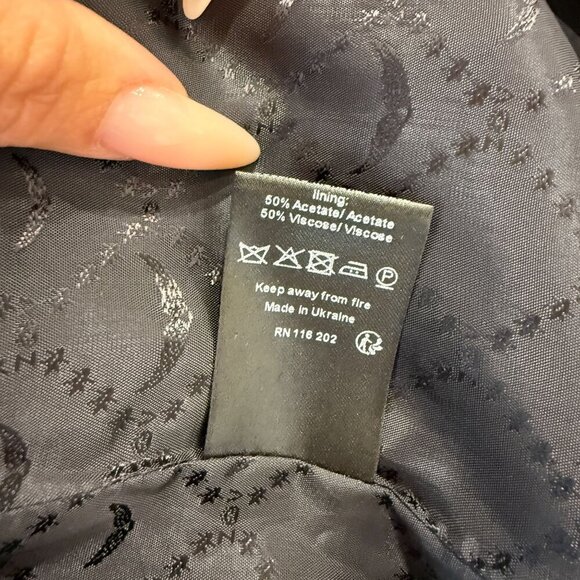 lining:
50% Acetate/ Acetate
50% Viscose/ Viscose
P
Keep away from fire
Made in Ukraine
RN 116 202